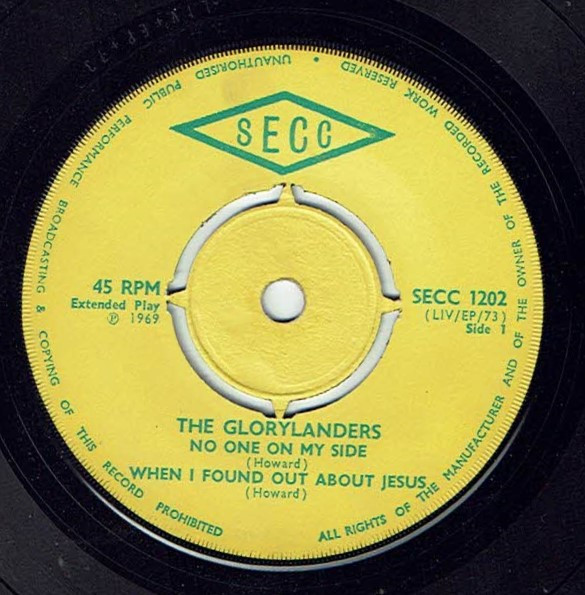 SECC
45 RPM
Extended Play
Ⓟ 1969
SECC 1202
(LIV/EP/73)
Side 1
THE GLORYLANDERS
NO ONE ON MY SIDE
(Howard)
WHEN I FOUND OUT ABOUT JESUS
(Howard)
ALL RIGHTS OF THE MANUFACTURER AND OF THE OWNER OF THE RECORDED WORK RESERVED • UNAUTHORISED PUBLIC PERFORMANCE BROADCASTING & COPYING OF THIS RECORD PROHIBITED